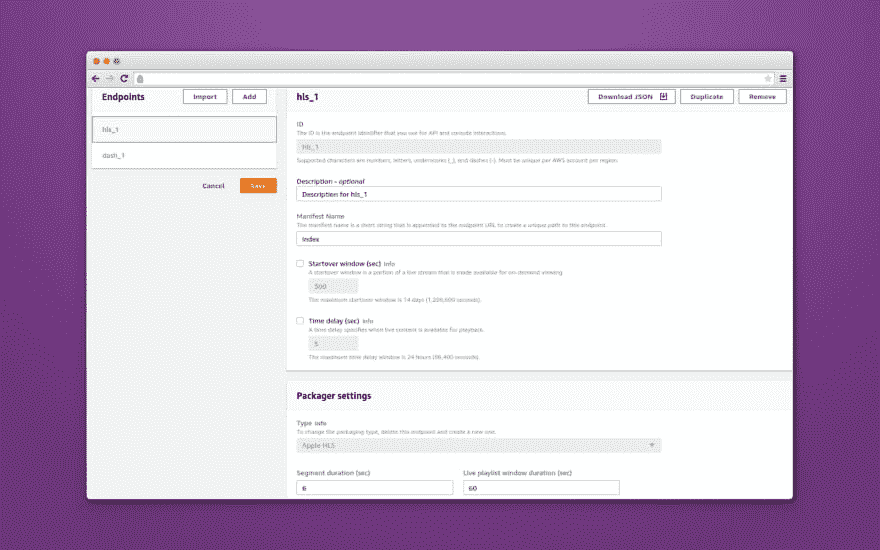 Endpoints
Import
Add
hls_1
dash_1
Cancel
Save
hls_1
Download JSON
Duplicate
Remove
ID
The ID is the endpoint identifier that you use for API and console interactions.
hls_1
Supported characters are numbers, letters, underscores (_), and dashes (-). Must be unique per AWS account per region.
Description - optional
Description for hls_1
Manifest Name
The manifest name is a short string that is appended to the endpoint URL to create a unique path to this endpoint.
index
Startover window (sec) Info
A startover window is a portion of a live stream that is made available for on-demand viewing.
300
The maximum startover window is 14 days (1,209,600 seconds).
Time delay (sec) Info
A time delay specifies when live content is available for playback.
5
The maximum time delay window is 24 hours (86,400 seconds).
Packager settings
Type Info
To change the packaging type, delete this endpoint and create a new one.
Apple HLS
Segment duration (sec)
Live playlist window duration (sec)
6
60